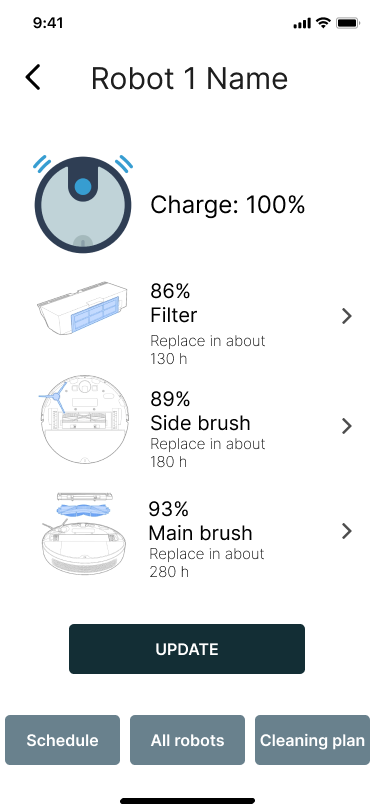 9:41
Robot 1 Name
Charge: 100%
86%
Filter
Replace in about
130 h
89%
Side brush
Replace in about
180 h
93%
Main brush
Replace in about
280 h
UPDATE
Schedule
All robots
Cleaning plan